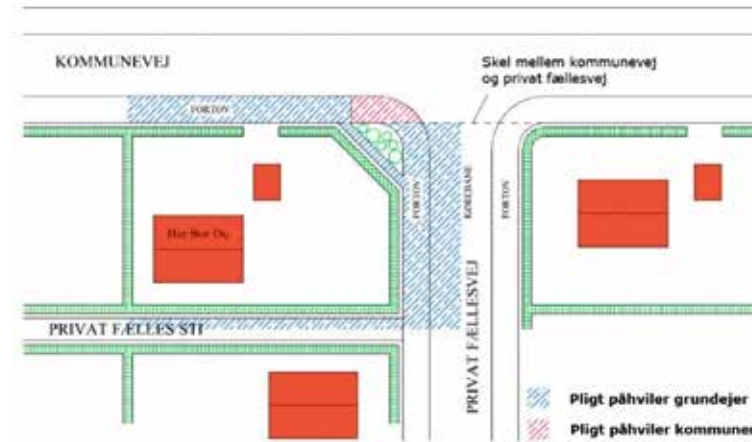 KOMMUNEVEJ
Skel mellem kommunevej
og privat fællesvej
FORTOV
FORTOV
KØREBANE
FORTOV
Her Bor Du
PRIVAT FÆLLES STI
PRIVAT FÆLLESVEJ
Pligt påhviler grundejer
Pligt påhviler kommunen